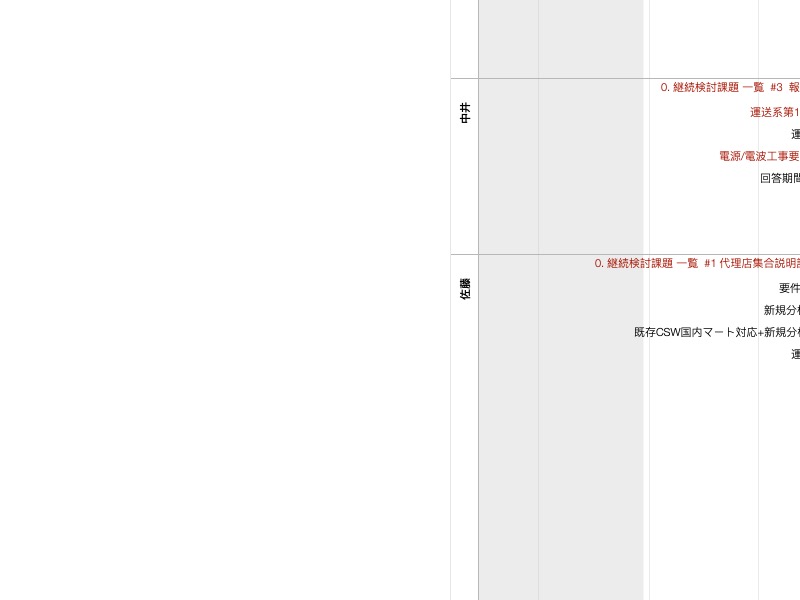 中井
0. 継続検討課題 一覧 #3 報
運送系第1
運
電源/電波工事要
回答期間
佐藤
0. 継続検討課題 一覧 #1 代理店集合説明
要件
新規分析
既存CSW国内マート対応+新規分析
運